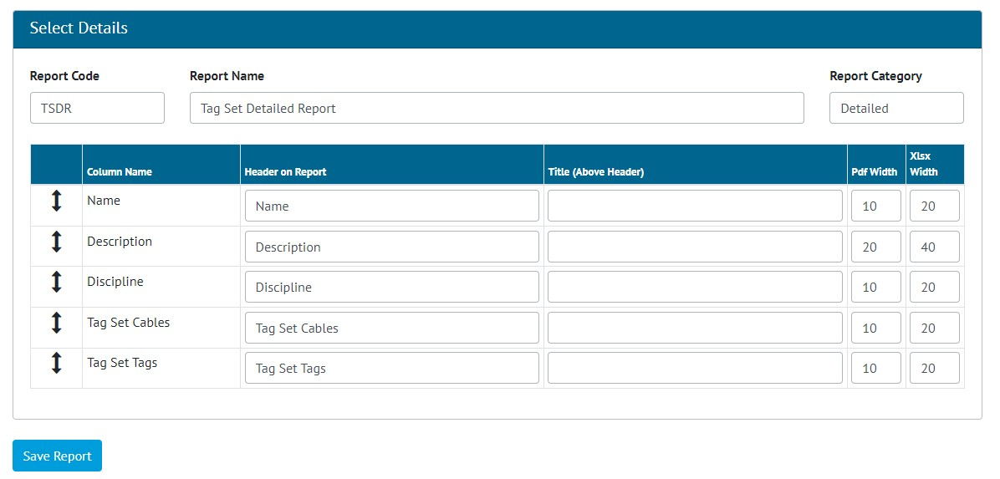 Select Details
Report Code Report Name Report Category
TSDR Tag Set Detailed Report Detailed
Column Name Header on Report Title (Above Header) Pdf Width Xlsx Width
Name Name 10 20
Description Description 20 40
Discipline Discipline 10 20
Tag Set Cables Tag Set Cables 10 20
Tag Set Tags Tag Set Tags 10 20
Save Report